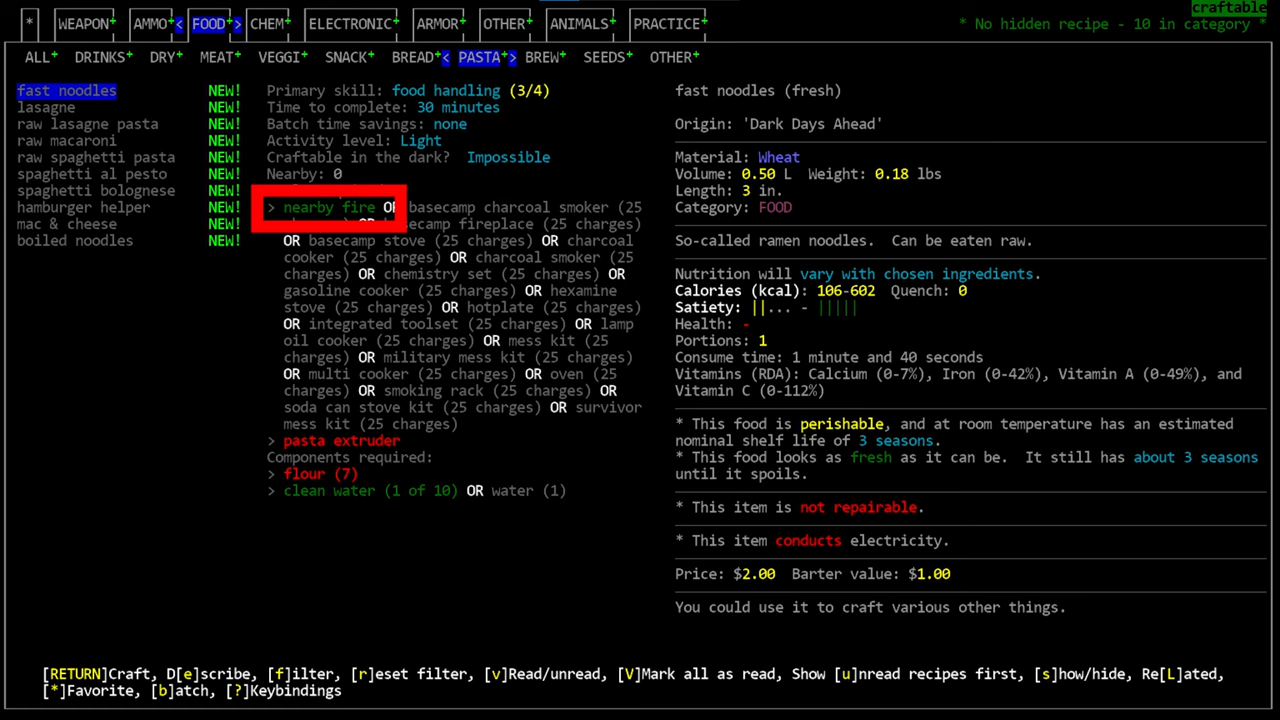 craftable
* WEAPON+ AMMO+< FOOD+> CHEM+ ELECTRONIC+ ARMOR+ OTHER+ ANIMALS+ PRACTICE+ * No hidden recipe - 10 in category *
ALL+ DRINKS+ DRY+ MEAT+ VEGGI+ SNACK+ BREAD+< PASTA+> BREW+ SEEDS+ OTHER+
fast noodles NEW!
lasagne NEW!
raw lasagne pasta NEW!
raw macaroni NEW!
raw spaghetti pasta NEW!
spaghetti al pesto NEW!
spaghetti bolognese NEW!
hamburger helper NEW!
mac & cheese NEW!
boiled noodles NEW!
Primary skill: food handling (3/4)
Time to complete: 30 minutes
Batch time savings: none
Activity level: Light
Craftable in the dark? Impossible
Nearby: 0
> nearby fire OR basecamp charcoal smoker (25
OR basecamp fireplace (25 charges)
OR basecamp stove (25 charges) OR charcoal
cooker (25 charges) OR charcoal smoker (25
charges) OR chemistry set (25 charges) OR
gasoline cooker (25 charges) OR hexamine
stove (25 charges) OR hotplate (25 charges)
OR integrated toolset (25 charges) OR lamp
oil cooker (25 charges) OR mess kit (25
charges) OR military mess kit (25 charges)
OR multi cooker (25 charges) OR oven (25
charges) OR smoking rack (25 charges) OR
soda can stove kit (25 charges) OR survivor
mess kit (25 charges)
> pasta extruder
Components required:
> flour (7)
> clean water (1 of 10) OR water (1)
fast noodles (fresh)
Origin: 'Dark Days Ahead'
Material: Wheat
Volume: 0.50 L Weight: 0.18 lbs
Length: 3 in.
Category: FOOD
So-called ramen noodles. Can be eaten raw.
Nutrition will vary with chosen ingredients.
Calories (kcal): 106-602 Quench: 0
Satiety: ||... - |||||
Health: -
Portions: 1
Consume time: 1 minute and 40 seconds
Vitamins (RDA): Calcium (0-7%), Iron (0-42%), Vitamin A (0-49%), and
Vitamin C (0-112%)
* This food is perishable, and at room temperature has an estimated
nominal shelf life of 3 seasons.
* This food looks as fresh as it can be. It still has about 3 seasons
until it spoils.
* This item is not repairable.
* This item conducts electricity.
Price: $2.00 Barter value: $1.00
You could use it to craft various other things.
[RETURN]Craft, D[e]scribe, [f]ilter, [r]eset filter, [v]Read/unread, [V]Mark all as read, Show [u]nread recipes first, [s]how/hide, Re[L]ated,
[*]Favorite, [b]atch, [?]Keybindings